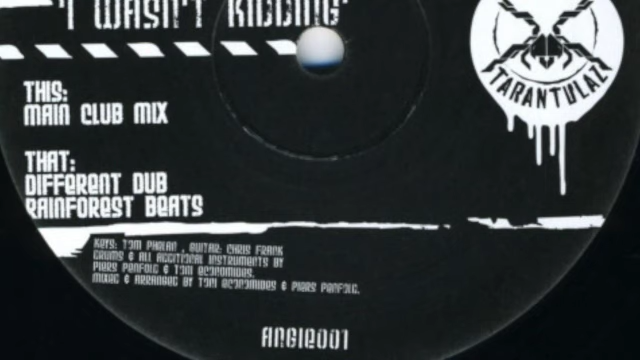 'I WASN'T KIDDING'
TARANTULAZ
THIS:
MAIN CLUB MIX
THAT:
DIFFERENT DUB
RAINFOREST BEATS
KEYS: TOM PHELAN , GUITAR: CHRIS FRANK
DRUMS & ALL ADDITIONAL INSTRUMENTS BY
PIERS PENFOLD & TOM ECONOMIDES.
MIXED & ARRANGED BY TOM ECONOMIDES & PIERS PENFOLD.
ANGIE001